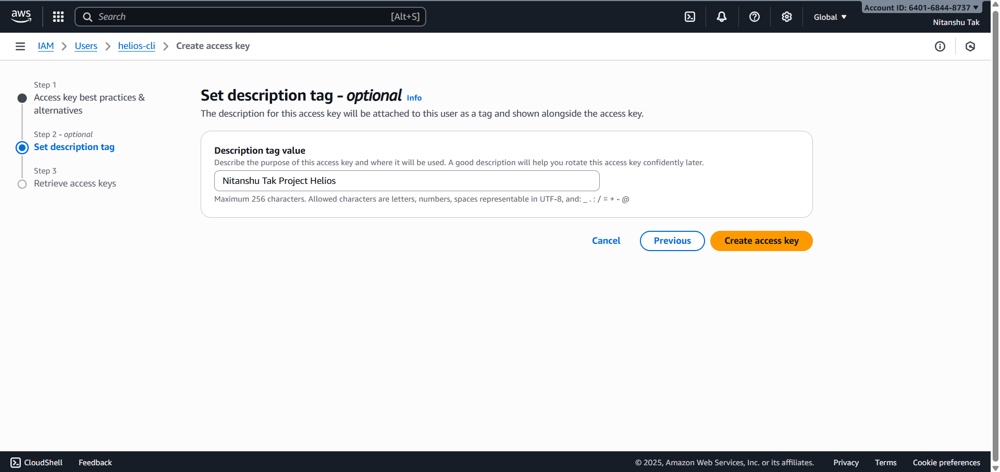 aws
Search
[Alt+S]
Global
Account ID: 6401-6844-8737
Nitanshu Tak
IAM
Users
helios-cli
Create access key
Step 1
Access key best practices &
alternatives
Step 2 - optional
Set description tag
Step 3
Retrieve access keys
Set description tag - optional Info
The description for this access key will be attached to this user as a tag and shown alongside the access key.
Description tag value
Describe the purpose of this access key and where it will be used. A good description will help you rotate this access key confidently later.
Nitanshu Tak Project Helios
Maximum 256 characters. Allowed characters are letters, numbers, spaces representable in UTF-8, and: _ . : / = + - @
Cancel
Previous
Create access key
CloudShell
Feedback
© 2025, Amazon Web Services, Inc. or its affiliates.
Privacy
Terms
Cookie preferences